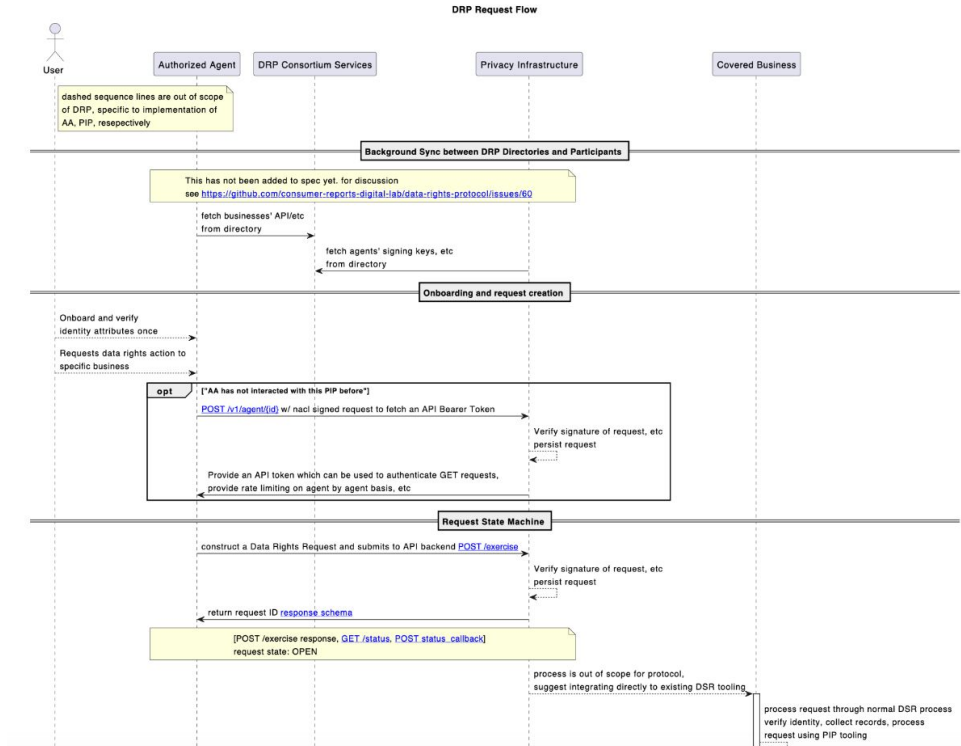 DRP Request Flow
User
Authorized Agent
DRP Consortium Services
Privacy Infrastructure
Covered Business
dashed sequence lines are out of scope
of DRP, specific to implementation of
AA, PIP, resepectively
Background Sync between DRP Directories and Participants
This has not been added to spec yet. for discussion
see https://github.com/consumer-reports-digital-lab/data-rights-protocol/issues/60
fetch businesses' API/etc
from directory
fetch agents' signing keys, etc
from directory
Onboarding and request creation
Onboard and verify
identity attributes once
Requests data rights action to
specific business
opt
["AA has not interacted with this PIP before"]
POST /v1/agent/{id} w/ nacl signed request to fetch an API Bearer Token
Verify signature of request, etc
persist request
Provide an API token which can be used to authenticate GET requests,
provide rate limiting on agent by agent basis, etc
Request State Machine
construct a Data Rights Request and submits to API backend POST /exercise
Verify signature of request, etc
persist request
return request ID response schema
[POST /exercise response, GET /status, POST status_callback]
request state: OPEN
process is out of scope for protocol,
suggest integrating directly to existing DSR tooling
process request through normal DSR process
verify identity, collect records, process
request using PIP tooling